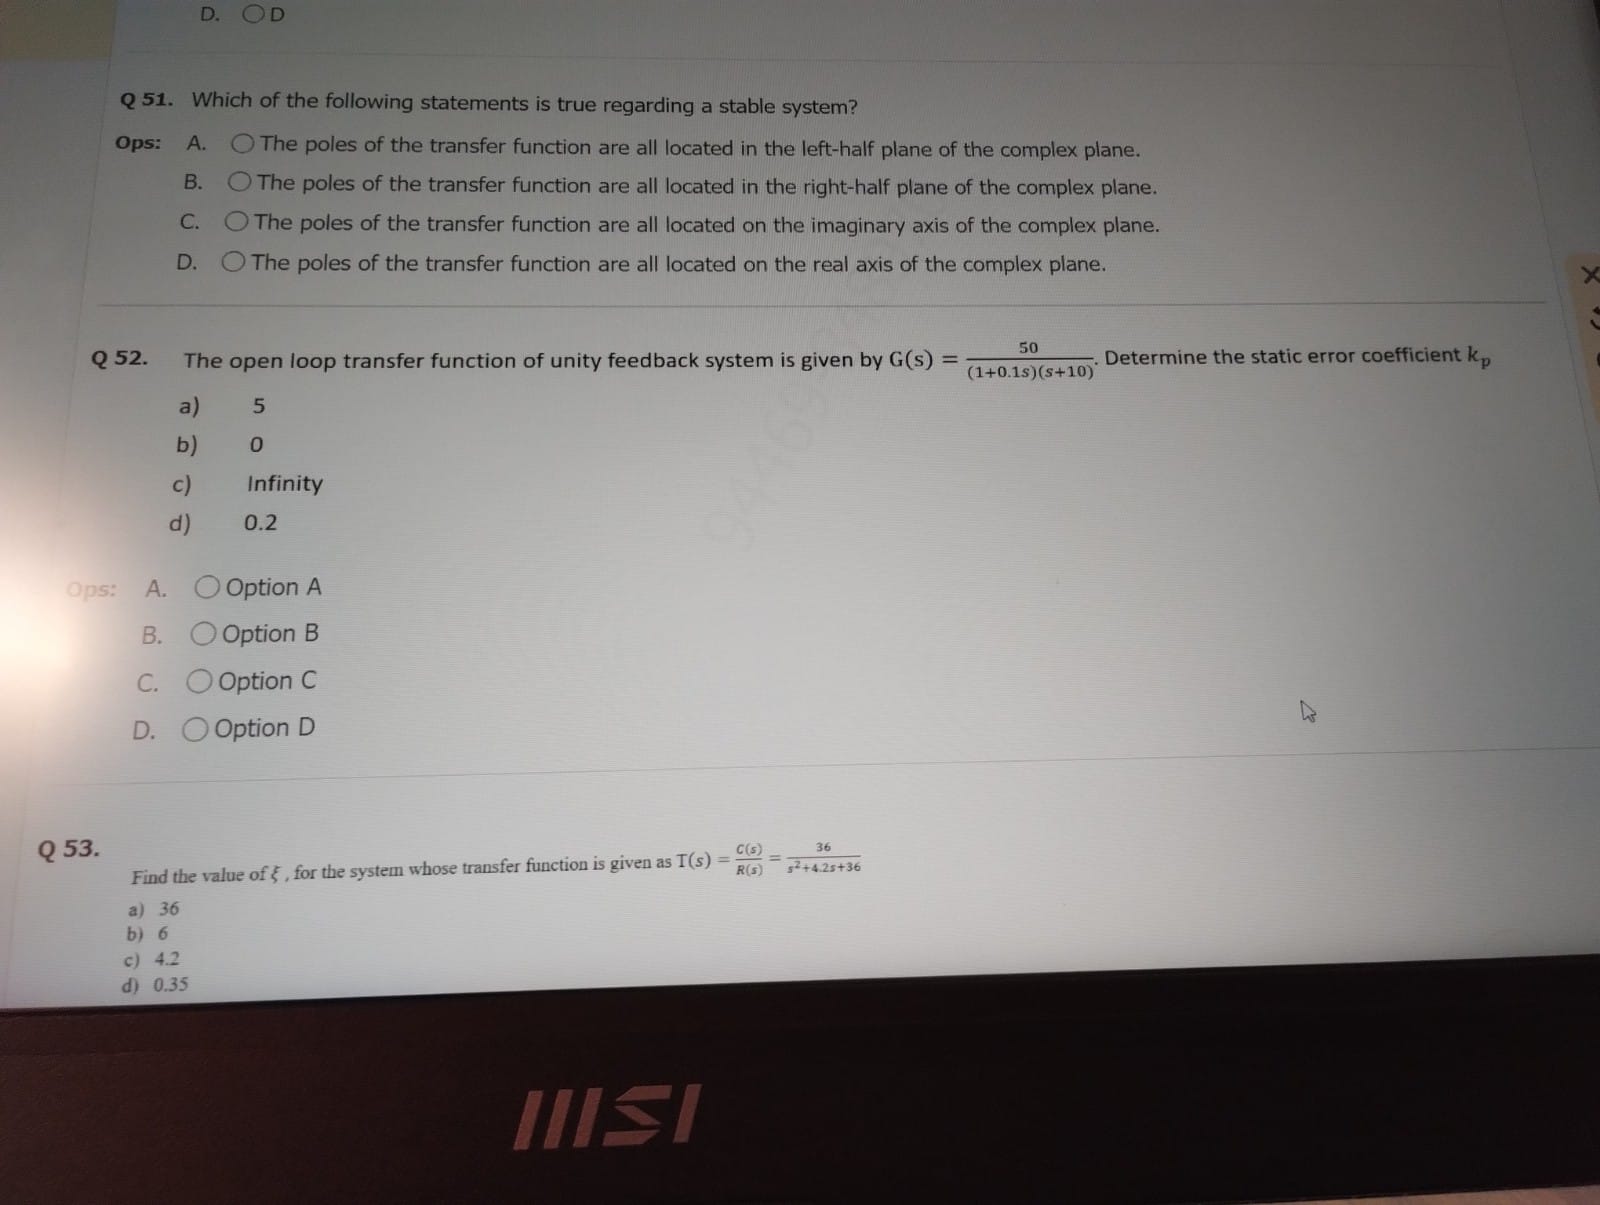 D. D
Q 51. Which of the following statements is true regarding a stable system?
Ops: A. The poles of the transfer function are all located in the left-half plane of the complex plane.
B. The poles of the transfer function are all located in the right-half plane of the complex plane.
C. The poles of the transfer function are all located on the imaginary axis of the complex plane.
D. The poles of the transfer function are all located on the real axis of the complex plane.
Q 52. The open loop transfer function of unity feedback system is given by G(s) = 50/(1+0.1s)(s+10). Determine the static error coefficient kp
a) 5
b) 0
c) Infinity
d) 0.2
Ops: A. Option A
B. Option B
C. Option C
D. Option D
Q 53.
Find the value of ξ , for the system whose transfer function is given as T(s) = C(s)/R(s) = 36/s²+4.2s+36
a) 36
b) 6
c) 4.2
d) 0.35
msi